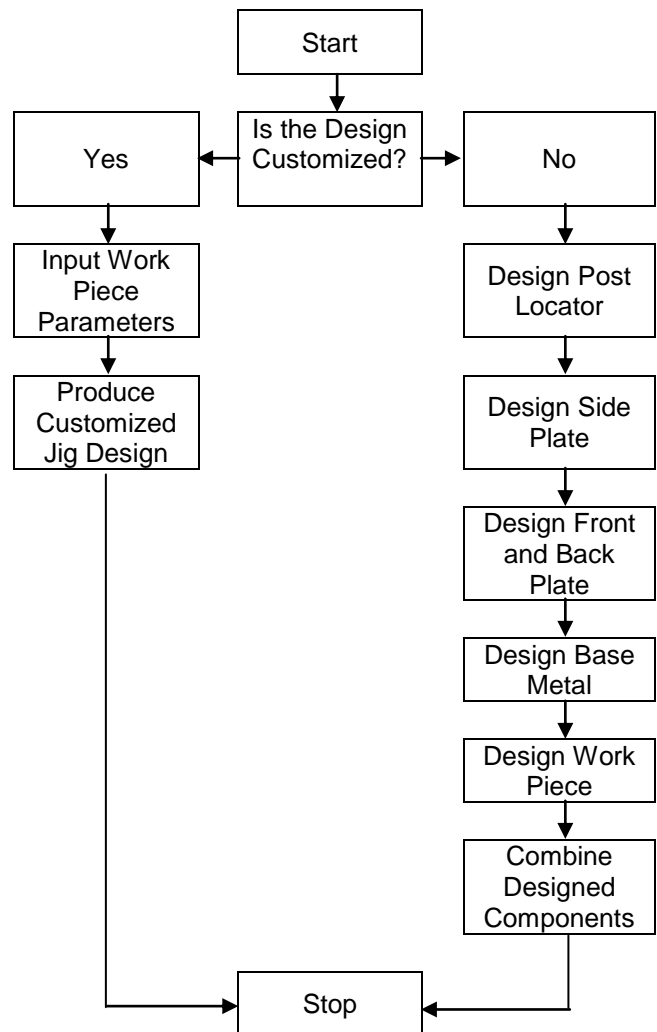 Start
Is the Design
Customized?
Yes
No
Input Work
Piece
Parameters
Produce
Customized
Jig Design
Design Post
Locator
Design Side
Plate
Design Front
and Back
Plate
Design Base
Metal
Design Work
Piece
Combine
Designed
Components
Stop